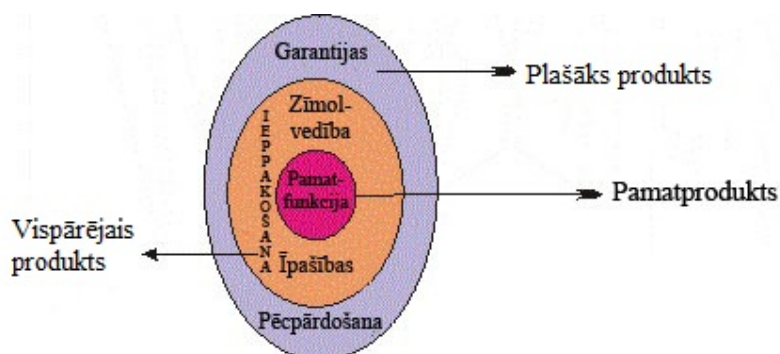 Garantijas
Plašāks produkts
Zīmol-
vedība
IEPPAKOŠANA
Pamat-
funkcija
Pamatprodukts
Vispārējais
produkts
Īpašības
Pēcpārdošana